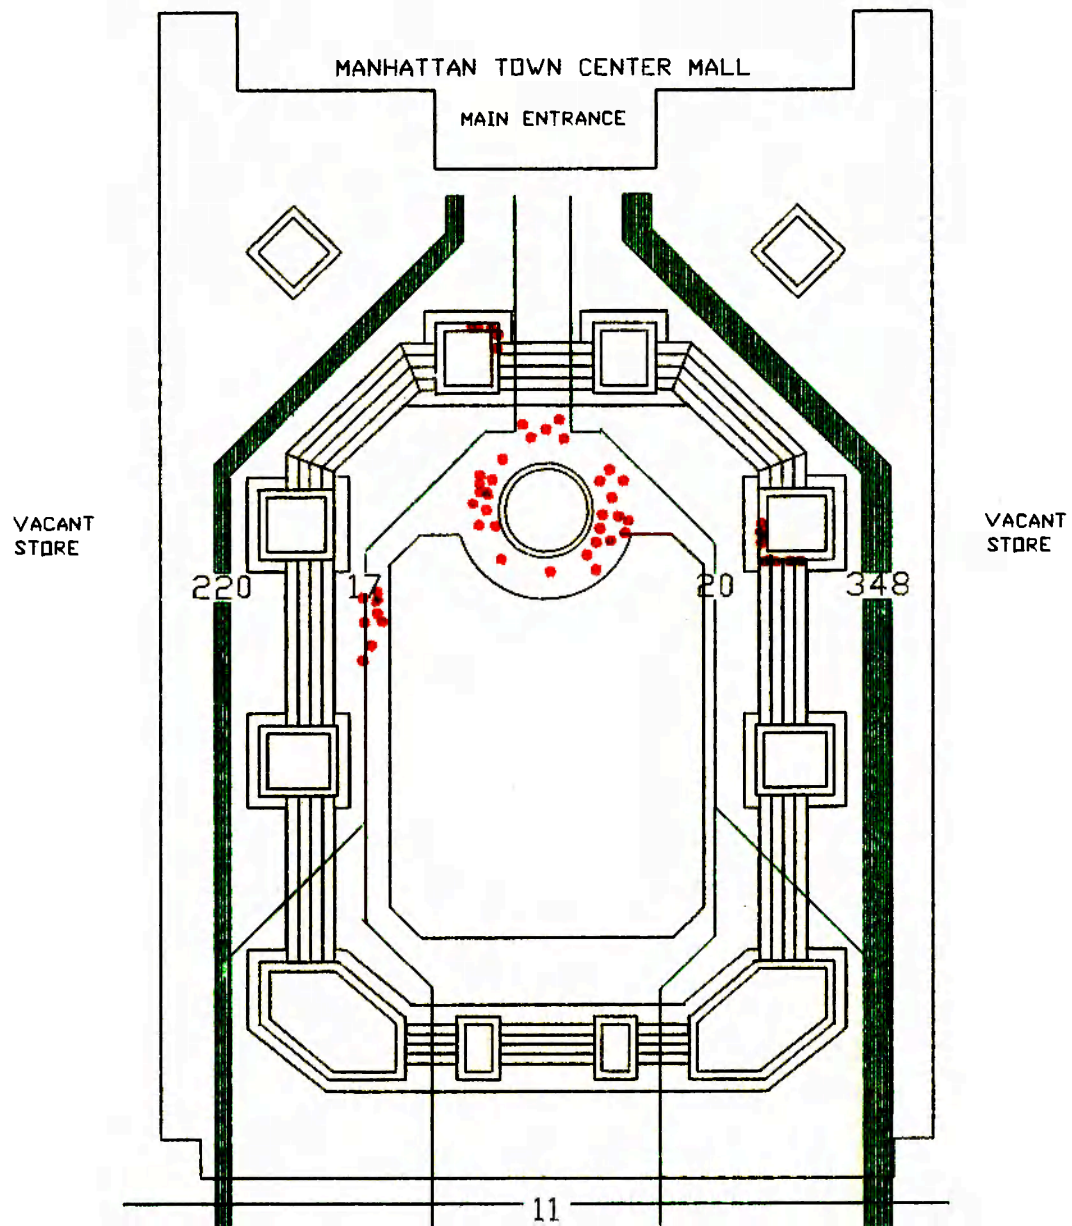 MANHATTAN TOWN CENTER MALL
MAIN ENTRANCE
VACANT
STORE
VACANT
STORE
220
17
20
348
11